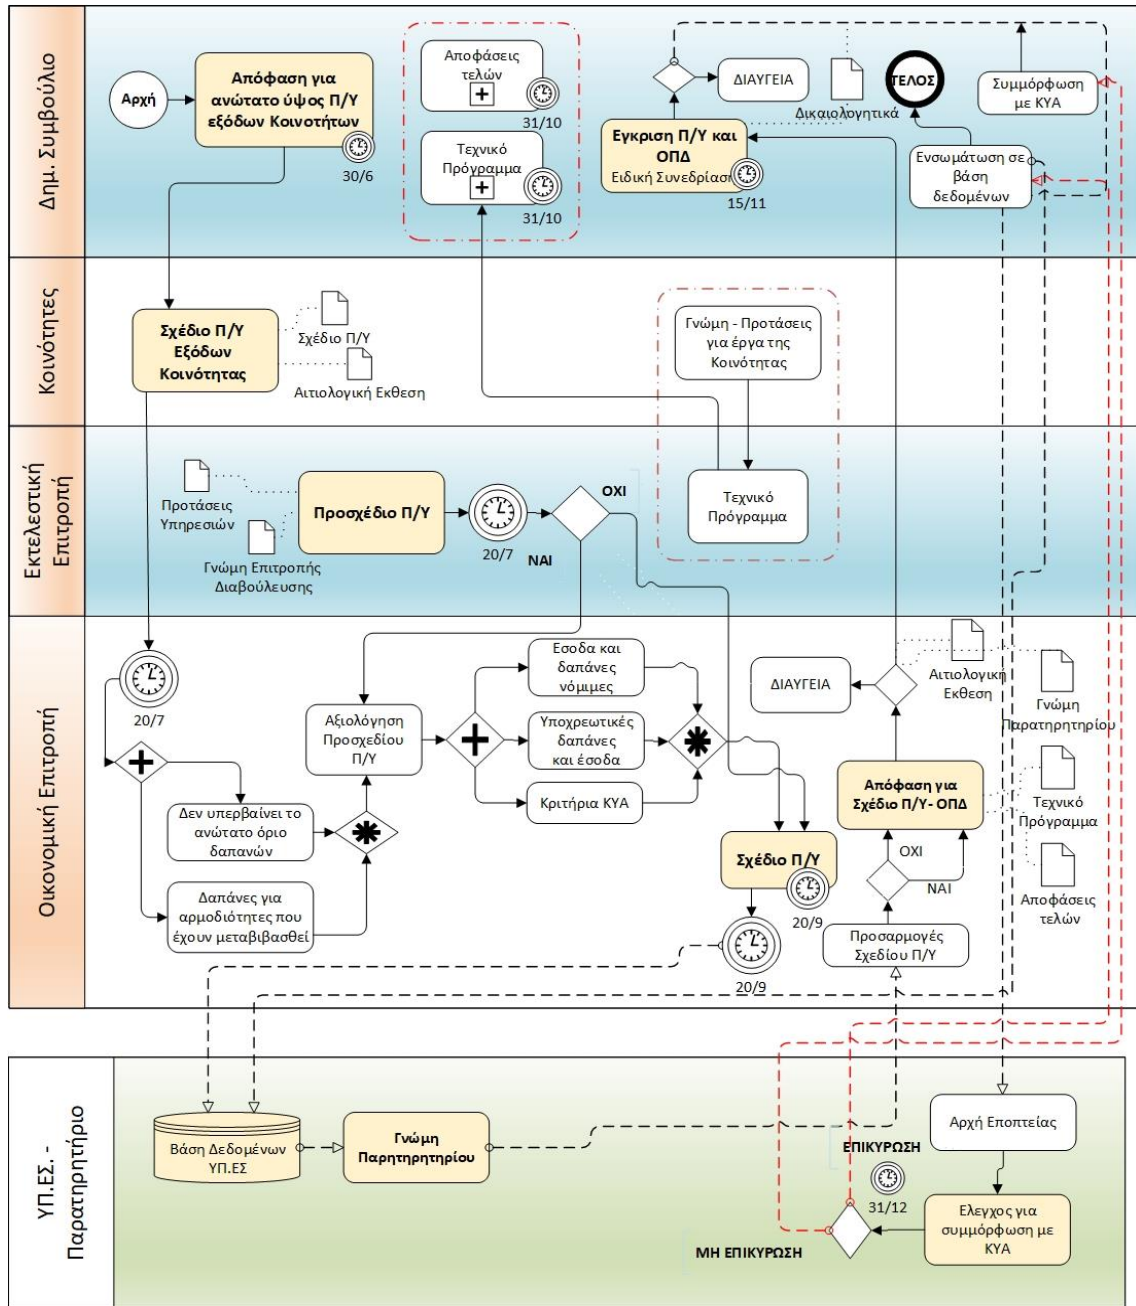 Δημ. Συμβούλιο
Αρχή
Απόφαση για
ανώτατο ύψος Π/Υ
εξόδων Κοινοτήτων
30/6
Αποφάσεις
τελών
31/10
Τεχνικό
Πρόγραμμα
31/10
ΔΙΑΥΓΕΙΑ
Δικαιολογητικά
Εγκριση Π/Υ και
ΟΠΔ
Ειδική Συνεδρίαση
15/11
ΤΕΛΟΣ
Συμμόρφωση
με ΚΥΑ
Ενσωμάτωση σε
βάση
δεδομένων
Κοινότητες
Σχέδιο Π/Υ
Εξόδων
Κοινότητας
Σχέδιο Π/Υ
Αιτιολογική Εκθεση
Γνώμη - Προτάσεις
για έργα της
Κοινότητας
Εκτελεστική
Επιτροπή
Προτάσεις
Υπηρεσιών
Γνώμη Επιτροπής
Διαβούλευσης
Προσχέδιο Π/Υ
20/7
ΟΧΙ
ΝΑΙ
Τεχνικό
Πρόγραμμα
Οικονομική Επιτροπή
20/7
Δεν υπερβαίνει το
ανώτατο όριο
δαπανών
Δαπάνες για
αρμοδιότητες που
έχουν μεταβιβασθεί
Αξιολόγηση
Προσχεδίου
Π/Υ
Εσοδα και
δαπάνες
νόμιμες
Υποχρεωτικές
δαπάνες
και έσοδα
Κριτήρια ΚΥΑ
Σχέδιο Π/Υ
20/9
20/9
ΔΙΑΥΓΕΙΑ
Αιτιολογική
Εκθεση
Γνώμη
Παρατηρητηρίου
Απόφαση για
Σχέδιο Π/Υ- ΟΠΔ
Τεχνικό
Πρόγραμμα
ΟΧΙ
ΝΑΙ
Αποφάσεις
τελών
Προσαρμογές
Σχεδίου Π/Υ
ΥΠ.ΕΣ. -
Παρατηρητήριο
Βάση Δεδομένων
ΥΠ.ΕΣ
Γνώμη
Παρητηρητηρίου
Αρχή Εποπτείας
ΕΠΙΚΥΡΩΣΗ
31/12
Ελεγχος για
συμμόρφωση με
ΚΥΑ
ΜΗ ΕΠΙΚΥΡΩΣΗ